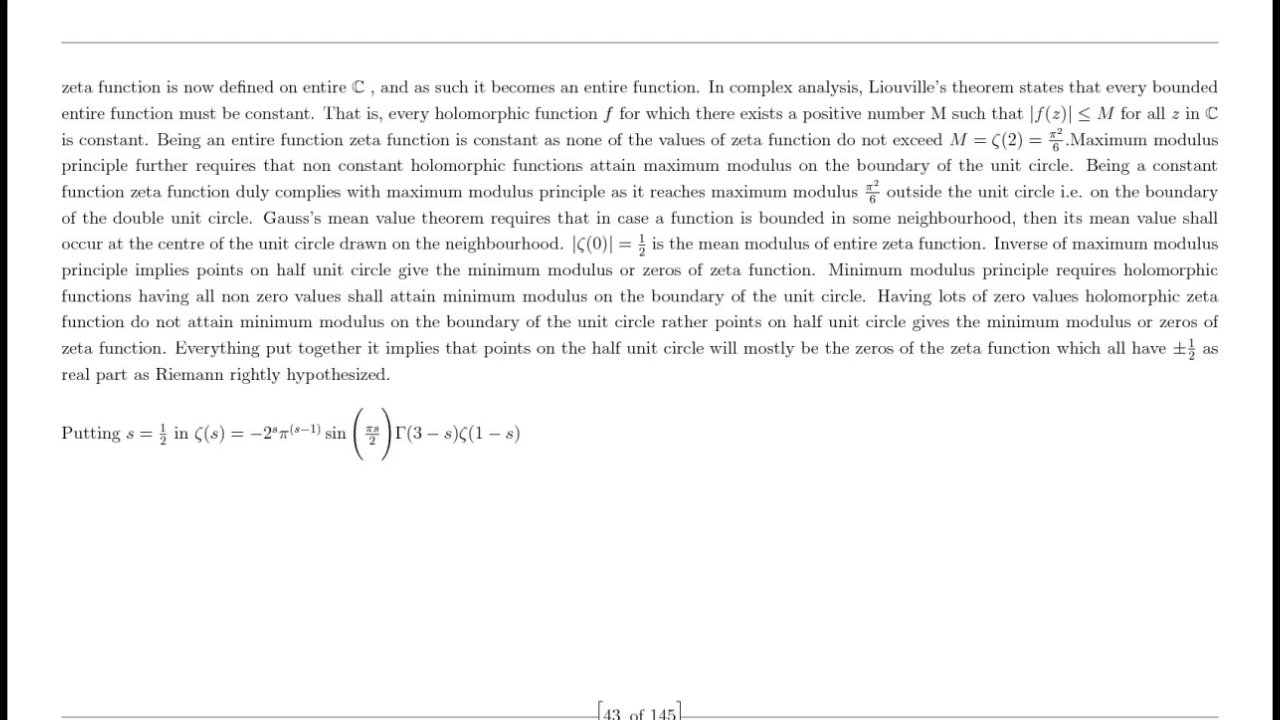 zeta function is now defined on entire ℂ , and as such it becomes an entire function. In complex analysis, Liouville's theorem states that every bounded
entire function must be constant. That is, every holomorphic function f for which there exists a positive number M such that |f(z)| ≤ M for all z in ℂ
is constant. Being an entire function zeta function is constant as none of the values of zeta function do not exceed M = ζ(2) = π²/6.Maximum modulus
principle further requires that non constant holomorphic functions attain maximum modulus on the boundary of the unit circle. Being a constant
function zeta function duly complies with maximum modulus principle as it reaches maximum modulus π²/6 outside the unit circle i.e. on the boundary
of the double unit circle. Gauss's mean value theorem requires that in case a function is bounded in some neighbourhood, then its mean value shall
occur at the centre of the unit circle drawn on the neighbourhood. |ζ(0)| = 1/2 is the mean modulus of entire zeta function. Inverse of maximum modulus
principle implies points on half unit circle give the minimum modulus or zeros of zeta function. Minimum modulus principle requires holomorphic
functions having all non zero values shall attain minimum modulus on the boundary of the unit circle. Having lots of zero values holomorphic zeta
function do not attain minimum modulus on the boundary of the unit circle rather points on half unit circle gives the minimum modulus or zeros of
zeta function. Everything put together it implies that points on the half unit circle will mostly be the zeros of the zeta function which all have ±1/2 as
real part as Riemann rightly hypothesized.
Putting s = 1/2 in ζ(s) = −2^s π^(s−1) sin(πs/2)Γ(3 − s)ζ(1 − s)
[43 of 145]